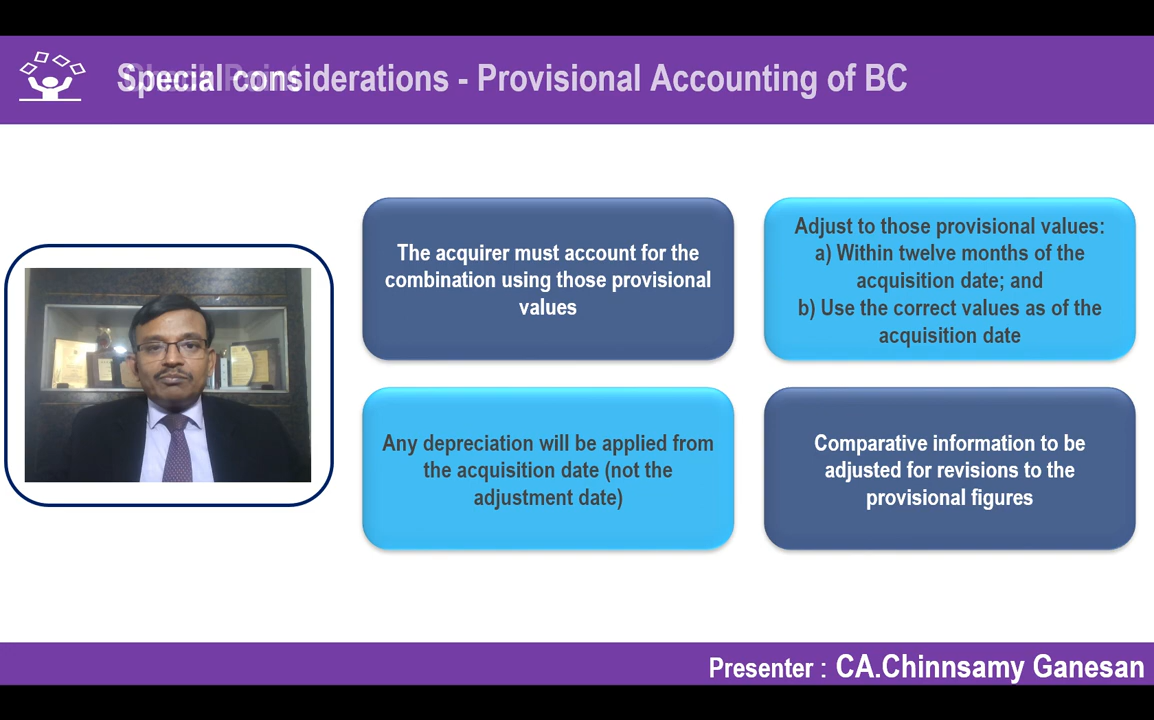 Special considerations - Provisional Accounting of BC
The acquirer must account for the
combination using those provisional
values
Adjust to those provisional values:
a) Within twelve months of the
acquisition date; and
b) Use the correct values as of the
acquisition date
Any depreciation will be applied from
the acquisition date (not the
adjustment date)
Comparative information to be
adjusted for revisions to the
provisional figures
Presenter : CA.Chinnsamy Ganesan